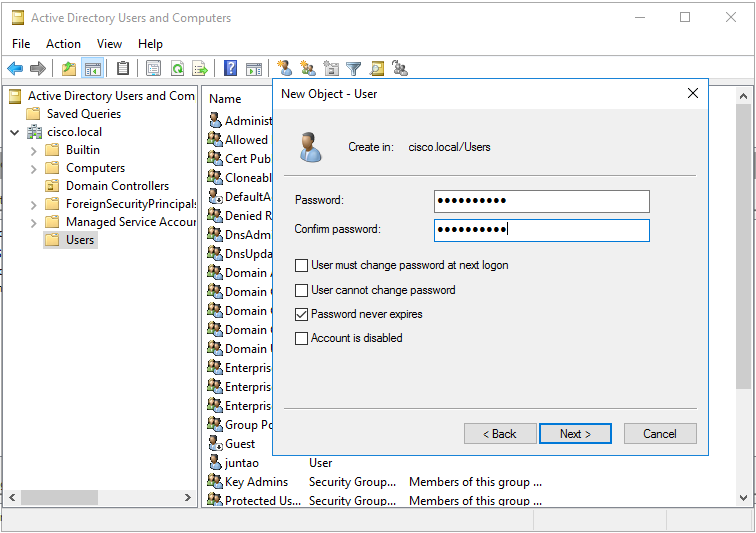 Active Directory Users and Computers
File Action View Help
Active Directory Users and Com
Saved Queries
cisco.local
Builtin
Computers
Domain Controllers
ForeignSecurityPrincipals
Managed Service Accour
Users
Name
Administ
Allowed
Cert Pub
Cloneabl
DefaultA
Denied R
DnsAdm
DnsUpda
Domain
Domain
Domain
Domain
Domain
Enterpris
Enterpris
Enterpris
Group Po
Guest
juntao User
Key Admins Security Group... Members of this group ...
Protected Us... Security Group... Members of this group ...
New Object - User
Create in: cisco.local/Users
Password: ••••••••••
Confirm password: ••••••••••
User must change password at next logon
User cannot change password
Password never expires
Account is disabled
< Back Next > Cancel